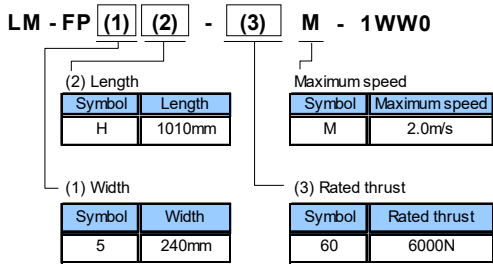 LM - FP (1) (2) - (3) M - 1WW0
(2) Length
Symbol Length
H 1010mm
Maximum speed
Symbol Maximum speed
M 2.0m/s
(1) Width
Symbol Width
5 240mm
(3) Rated thrust
Symbol Rated thrust
60 6000N